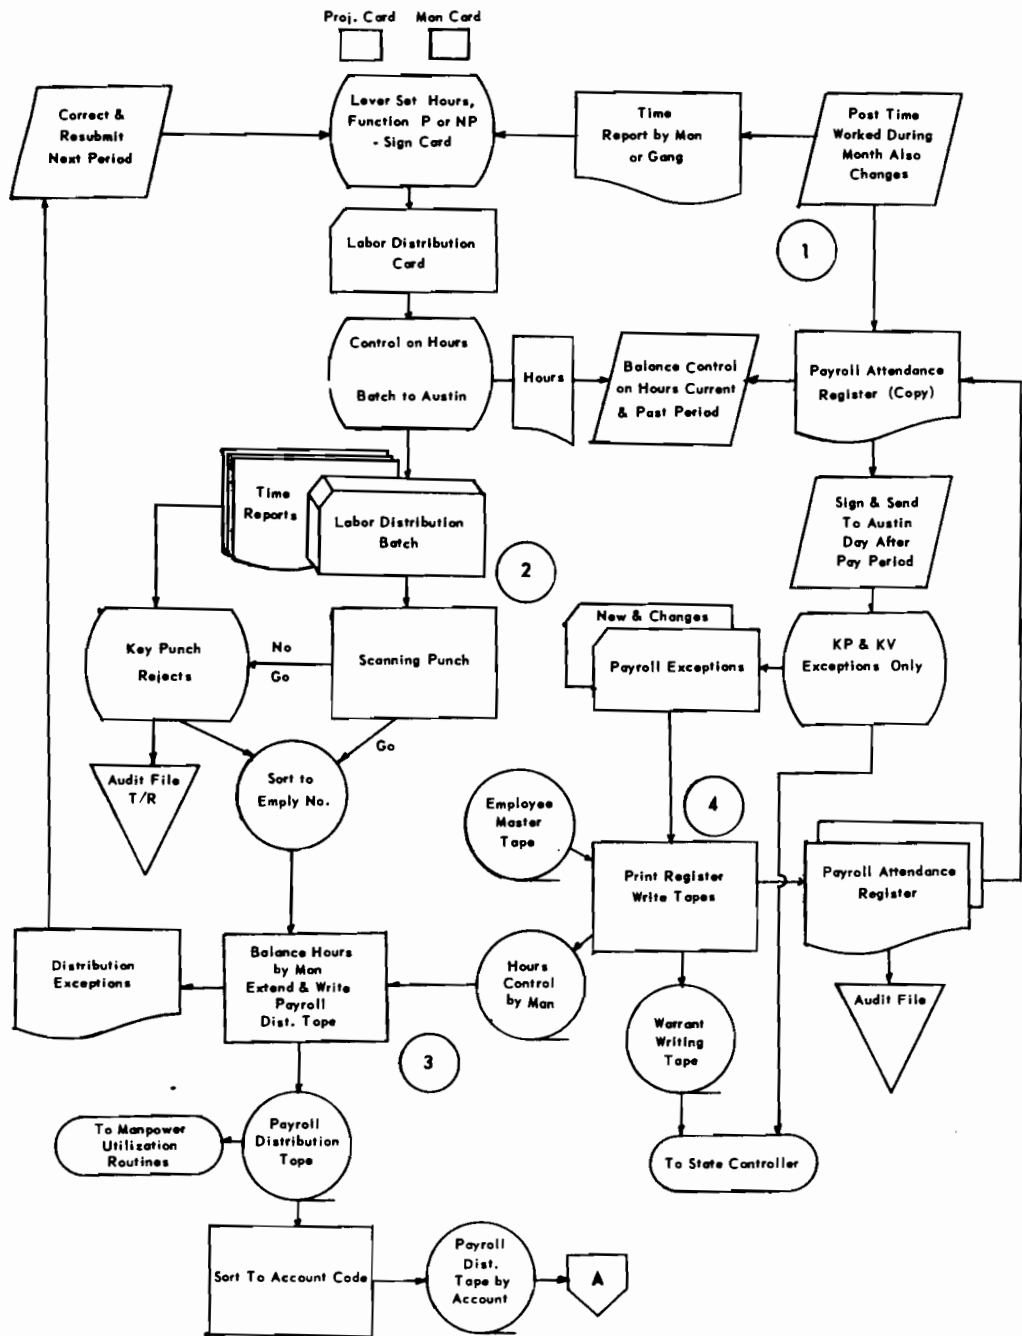 Proj. Card
Man Card
Correct &
Resubmit
Next Period
Lever Set Hours,
Function P or NP
- Sign Card
Time
Report by Man
or Gang
Post Time
Worked During
Month Also
Changes
1
Labor Distribution
Card
Control on Hours
Batch to Austin
Hours
Balance Control
on Hours Current
& Past Period
Payroll Attendance
Register (Copy)
Time
Reports
Labor Distribution
Batch
2
Sign & Send
To Austin
Day After
Pay Period
Key Punch
Rejects
No
Go
Scanning Punch
New & Changes
Payroll Exceptions
KP & KV
Exceptions Only
Go
Audit File
T/R
Sort to
Emply No.
Employee
Master
Tape
4
Print Register
Write Tapes
Payroll Attendance
Register
Distribution
Exceptions
Balance Hours
by Man
Extend & Write
Payroll
Dist. Tape
Hours
Control
by Man
Warrant
Writing
Tape
Audit File
3
To Manpower
Utilization
Routines
Payroll
Distribution
Tape
To State Controller
Sort To Account Code
Payroll
Dist.
Tape by
Account
A